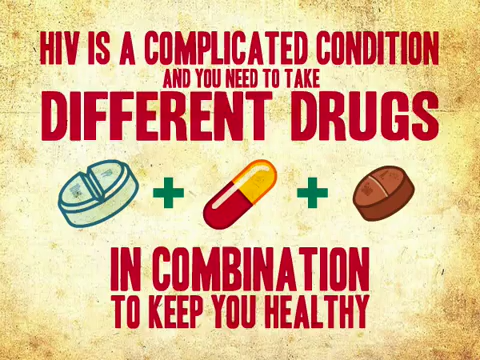 HIV IS A COMPLICATED CONDITION
AND YOU NEED TO TAKE
DIFFERENT DRUGS
+ +
IN COMBINATION
TO KEEP YOU HEALTHY